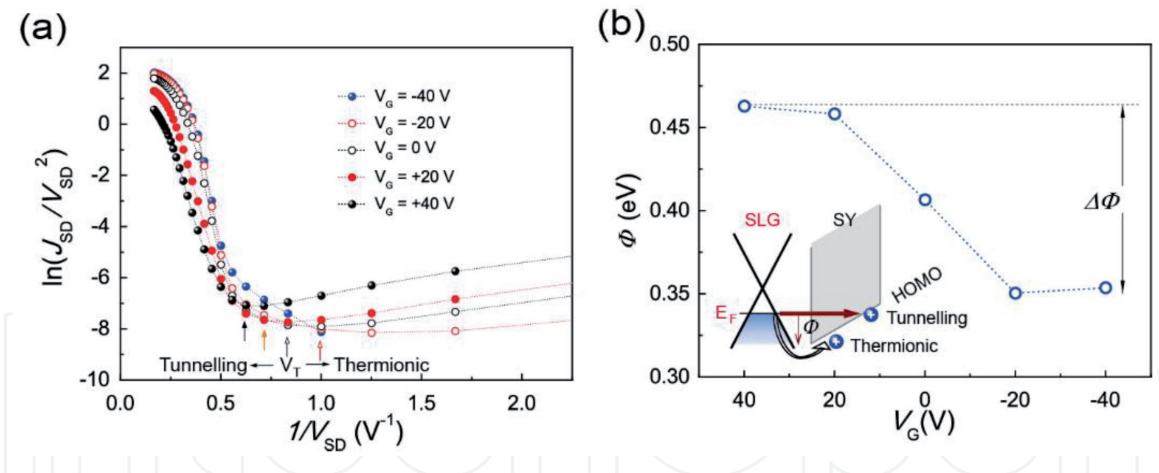 (a)
ln(J_SD/V_SD^2)
2
0
-2
-4
-6
-8
-10
V_G = -40 V
V_G = -20 V
V_G = 0 V
V_G = +20 V
V_G = +40 V
Tunnelling V_T Thermionic
0.0 0.5 1.0 1.5 2.0
1/V_SD (V^-1)
(b)
Φ (eV)
0.50
0.45
0.40
0.35
0.30
ΔΦ
SLG SY
HOMO
E_F Φ Tunnelling
Thermionic
40 20 0 -20 -40
V_G(V)